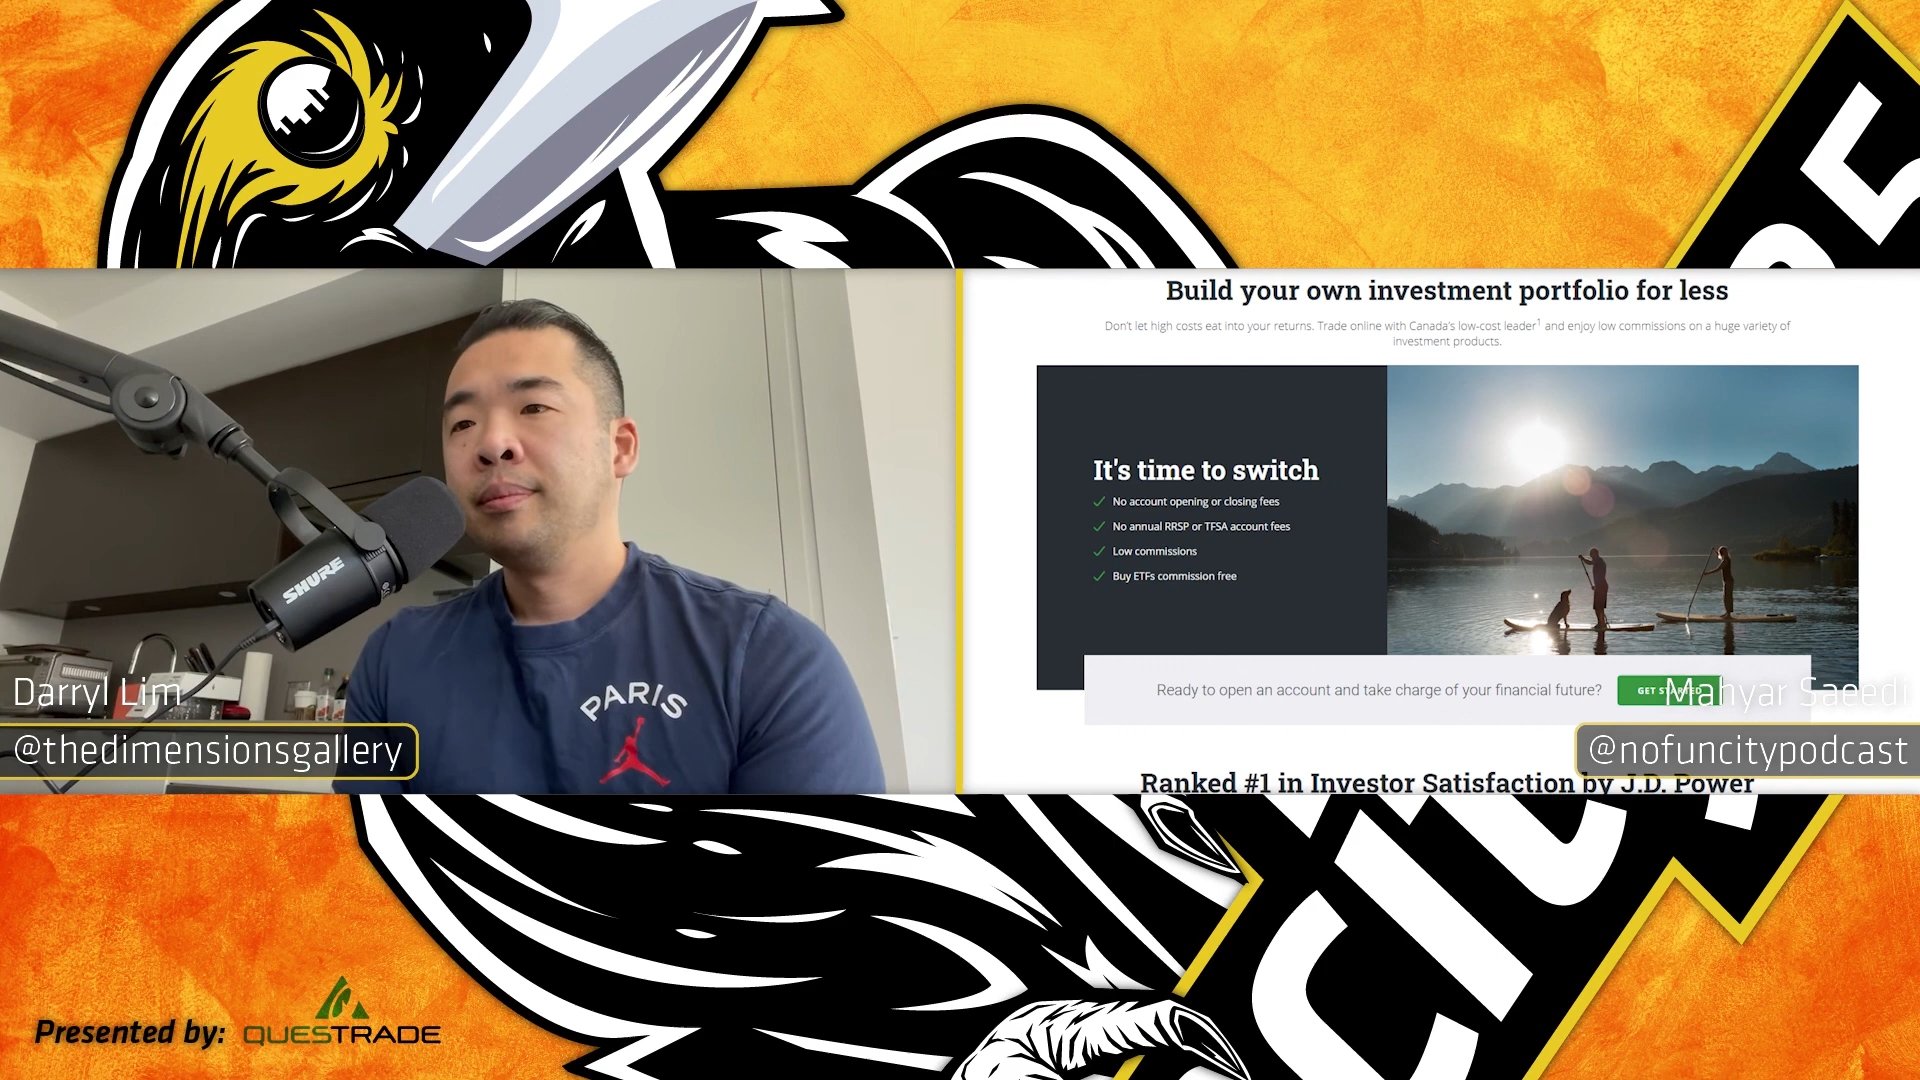 Build your own investment portfolio for less
Don't let high costs eat into your returns. Trade online with Canada's low-cost leader1 and enjoy low commissions on a huge variety of
investment products.
It's time to switch
No account opening or closing fees
No annual RRSP or TFSA account fees
Low commissions
Buy ETFs commission free
SHURE
PARIS
Darryl Lim
@thedimensionsgallery
Ready to open an account and take charge of your financial future?
GET STARTED
Mahyar Saeedi
@nofuncitypodcast
Ranked #1 in Investor Satisfaction by J.D. Power
Presented by: QUESTRADE